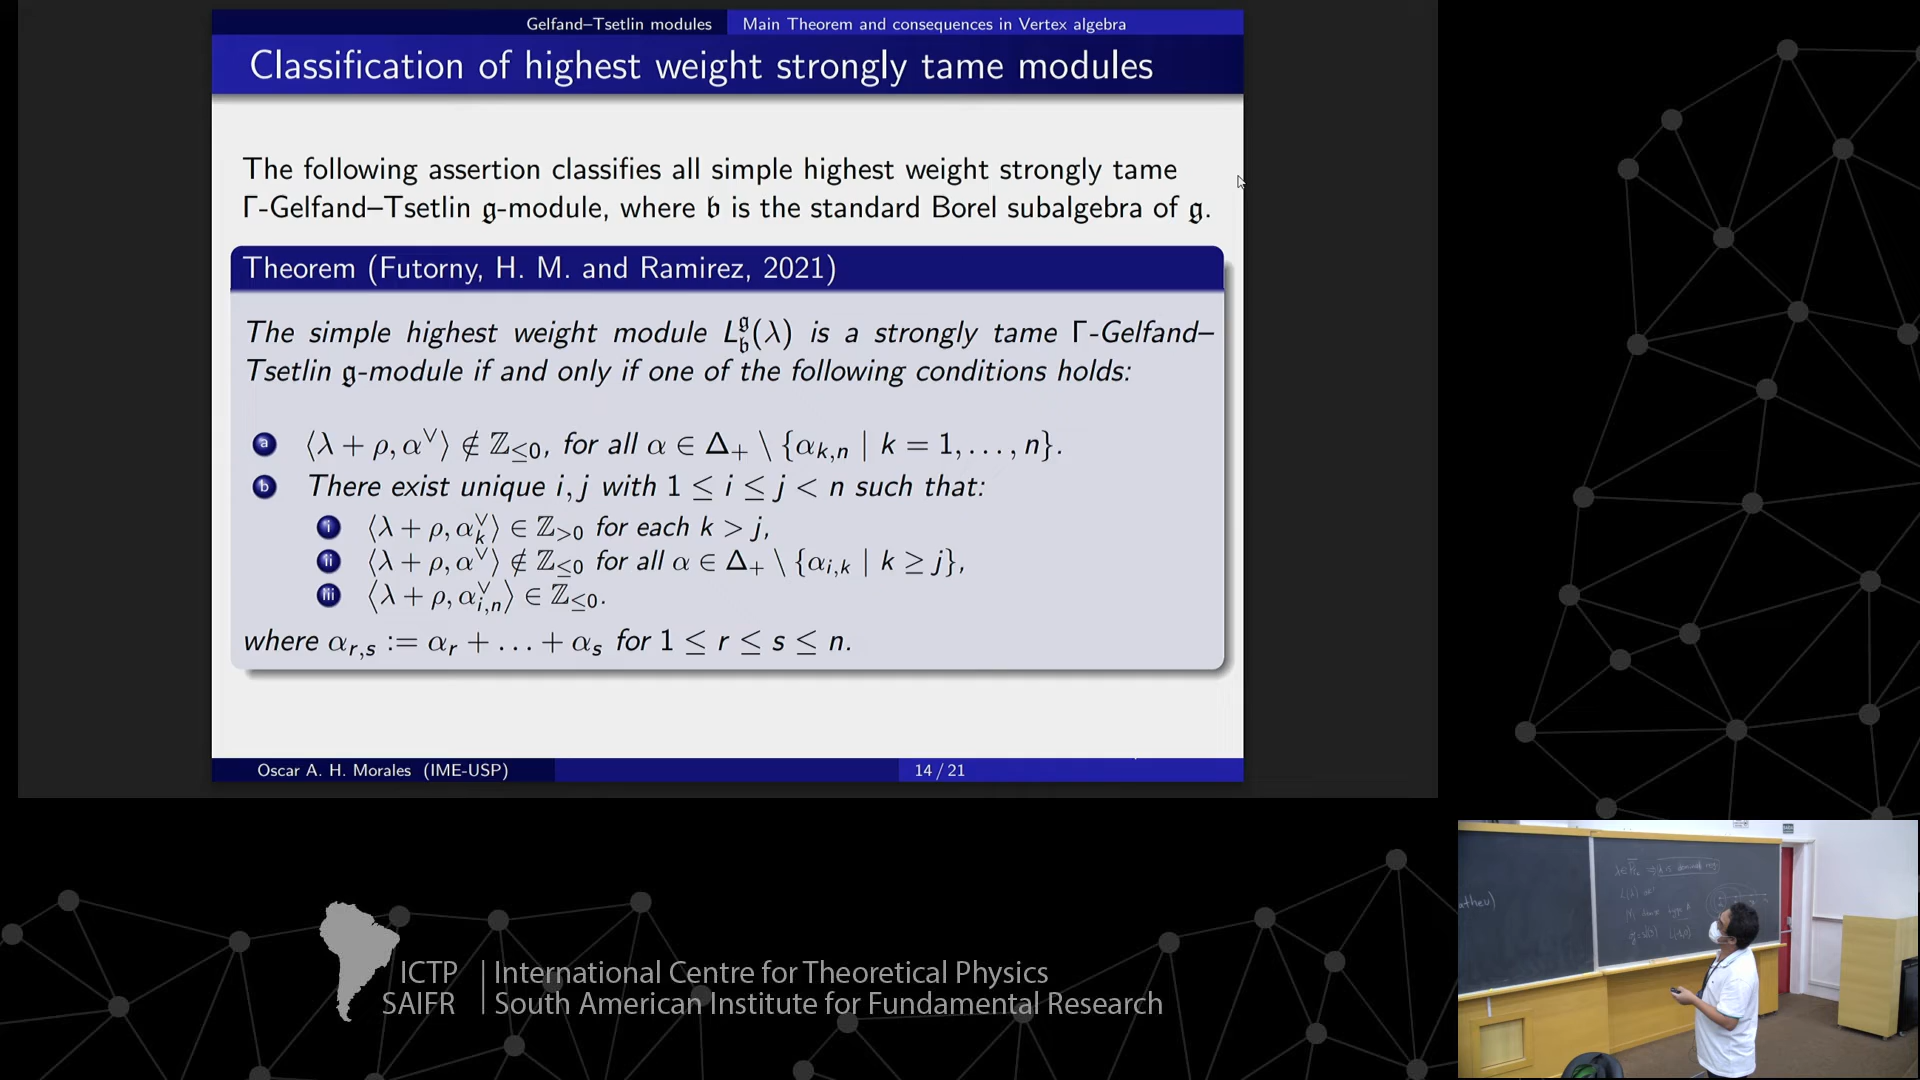 Gelfand–Tsetlin modules Main Theorem and consequences in Vertex algebra
Classification of highest weight strongly tame modules
The following assertion classifies all simple highest weight strongly tame
Γ-Gelfand–Tsetlin 𝔤-module, where 𝔟 is the standard Borel subalgebra of 𝔤.
Theorem (Futorny, H. M. and Ramirez, 2021)
The simple highest weight module L_𝔟^𝔤(λ) is a strongly tame Γ-Gelfand–
Tsetlin 𝔤-module if and only if one of the following conditions holds:
a ⟨λ + ρ, α^∨⟩ ∉ ℤ_{≤0}, for all α ∈ Δ_+ \ {α_{k,n} | k = 1, . . . , n}.
b There exist unique i, j with 1 ≤ i ≤ j < n such that:
i ⟨λ + ρ, α_k^∨⟩ ∈ ℤ_{>0} for each k > j,
ii ⟨λ + ρ, α^∨⟩ ∉ ℤ_{≤0} for all α ∈ Δ_+ \ {α_{i,k} | k ≥ j},
iii ⟨λ + ρ, α_{i,n}^∨⟩ ∈ ℤ_{≤0}.
where α_{r,s} := α_r + . . . + α_s for 1 ≤ r ≤ s ≤ n.
Oscar A. H. Morales (IME-USP) 14 / 21
ICTP International Centre for Theoretical Physics
SAIFR South American Institute for Fundamental Research